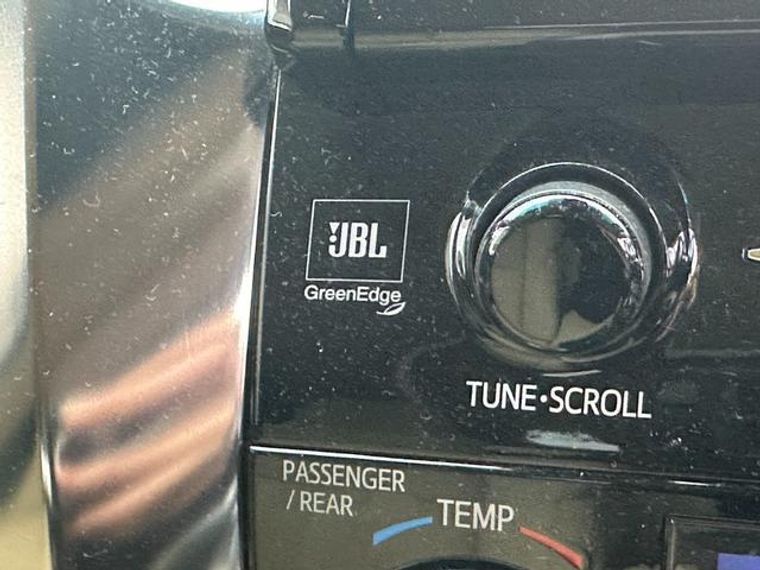 JBL
GreenEdge
TUNE•SCROLL
PASSENGER
/ REAR
TEMP